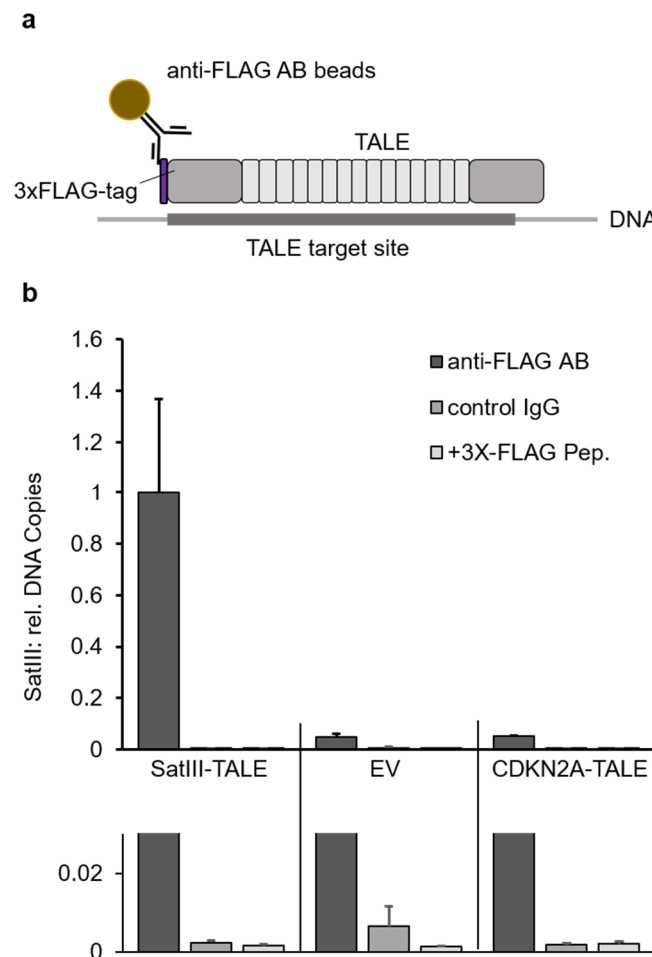 a
anti-FLAG AB beads
TALE
3xFLAG-tag
DNA
TALE target site
b
SatIII: rel. DNA Copies
1.6
1.4
1.2
1
0.8
0.6
0.4
0.2
0
anti-FLAG AB
control IgG
+3X-FLAG Pep.
SatIII-TALE
EV
CDKN2A-TALE
0.02
0